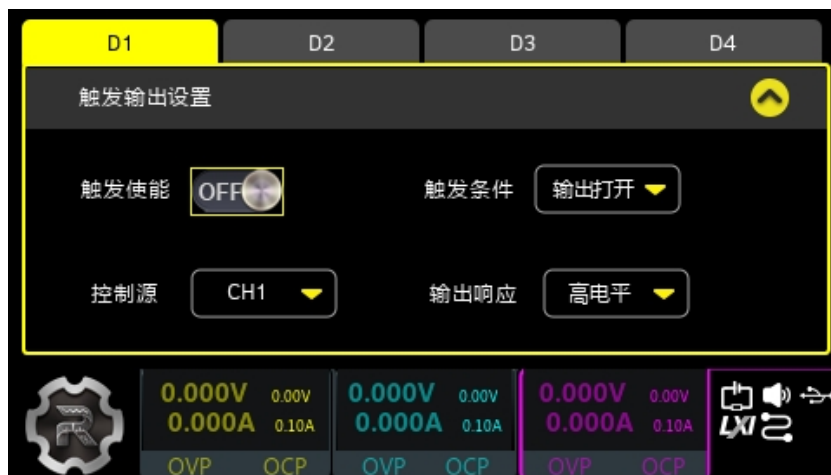 D1 D2 D3 D4
触发输出设置
触发使能 OFF 触发条件 输出打开
控制源 CH1 输出响应 高电平
0.000V 0.00V 0.000V 0.00V 0.000V 0.00V
0.000A 0.10A 0.000A 0.10A 0.000A 0.10A LXI
OVP OCP OVP OCP OVP OCP